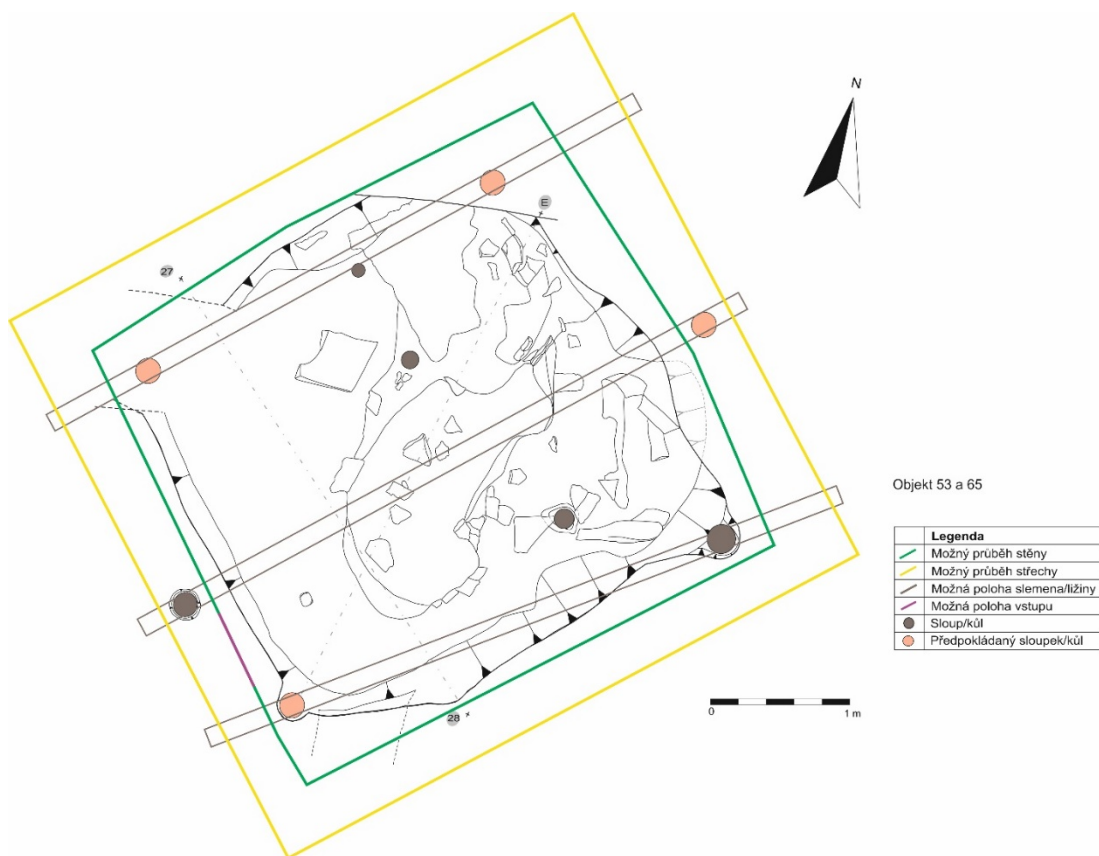 N
E
27
Objekt 53 a 65
Legenda
Možný průběh stěny
Možný průběh střechy
Možná poloha slemena/ližiny
Možná poloha vstupu
Sloup/kůl
Předpokládaný sloupek/kůl
28
0 1 m